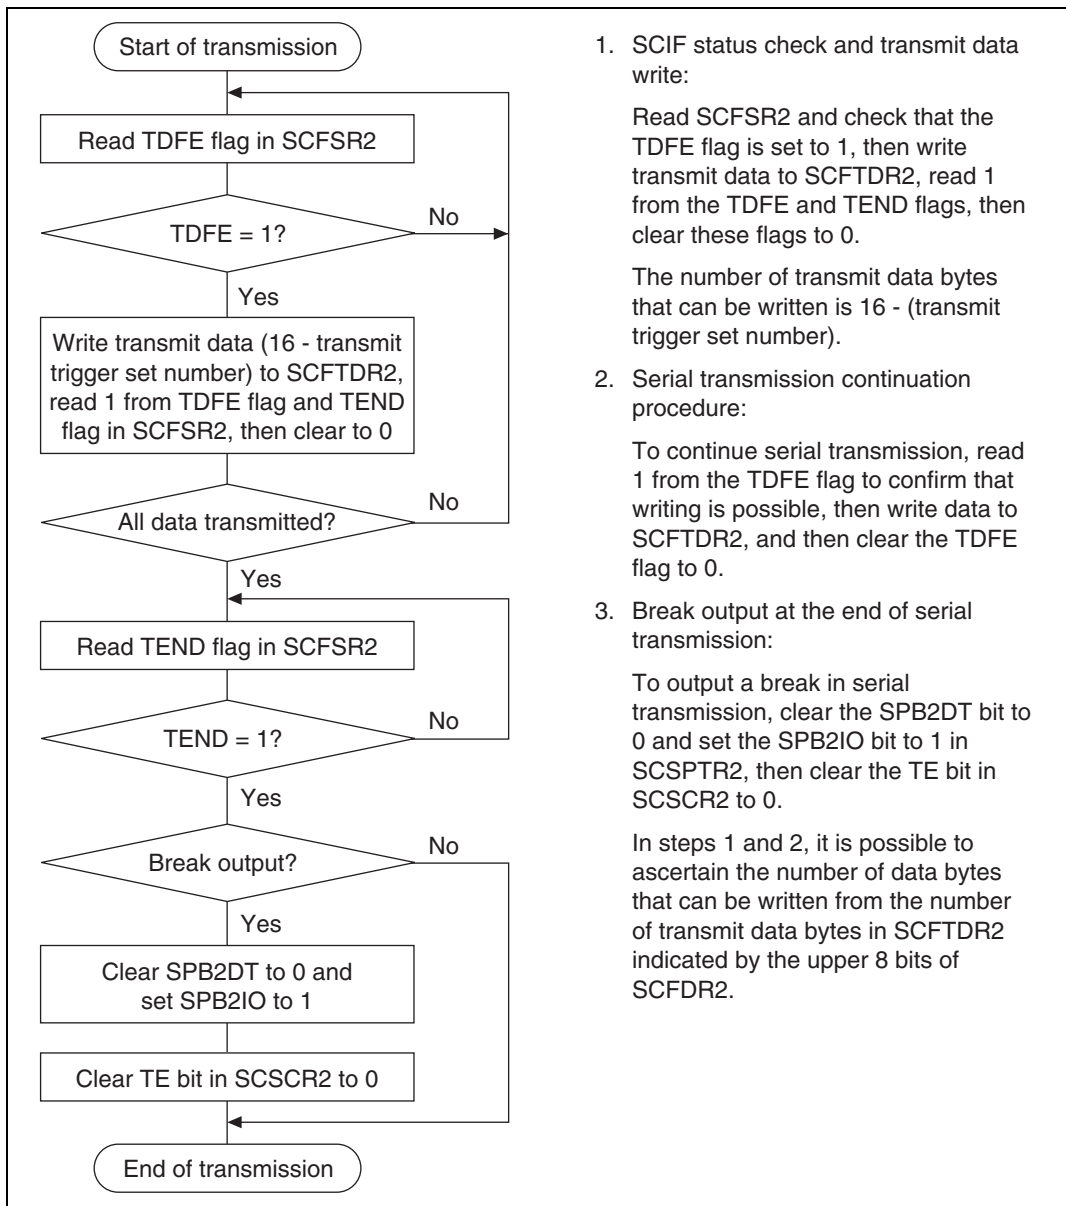 Start of transmission
Read TDFE flag in SCFSR2
TDFE = 1?
No
Yes
Write transmit data (16 - transmit
trigger set number) to SCFTDR2,
read 1 from TDFE flag and TEND
flag in SCFSR2, then clear to 0
All data transmitted?
No
Yes
Read TEND flag in SCFSR2
TEND = 1?
No
Yes
Break output?
No
Yes
Clear SPB2DT to 0 and
set SPB2IO to 1
Clear TE bit in SCSCR2 to 0
End of transmission
1. SCIF status check and transmit data
write:
Read SCFSR2 and check that the
TDFE flag is set to 1, then write
transmit data to SCFTDR2, read 1
from the TDFE and TEND flags, then
clear these flags to 0.
The number of transmit data bytes
that can be written is 16 - (transmit
trigger set number).
2. Serial transmission continuation
procedure:
To continue serial transmission, read
1 from the TDFE flag to confirm that
writing is possible, then write data to
SCFTDR2, and then clear the TDFE
flag to 0.
3. Break output at the end of serial
transmission:
To output a break in serial
transmission, clear the SPB2DT bit to
0 and set the SPB2IO bit to 1 in
SCSPTR2, then clear the TE bit in
SCSCR2 to 0.
In steps 1 and 2, it is possible to
ascertain the number of data bytes
that can be written from the number
of transmit data bytes in SCFTDR2
indicated by the upper 8 bits of
SCFDR2.